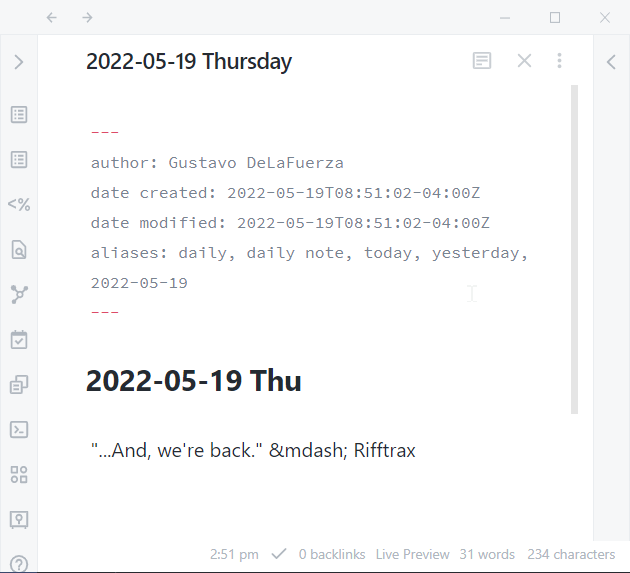 2022-05-19 Thursday
---
author: Gustavo DeLaFuerza
date created: 2022-05-19T08:51:02-04:00Z
date modified: 2022-05-19T08:51:02-04:00Z
aliases: daily, daily note, today, yesterday,
2022-05-19
---
2022-05-19 Thu
"...And, we're back." &mdash; Rifftrax
2:51 pm 0 backlinks Live Preview 31 words 234 characters